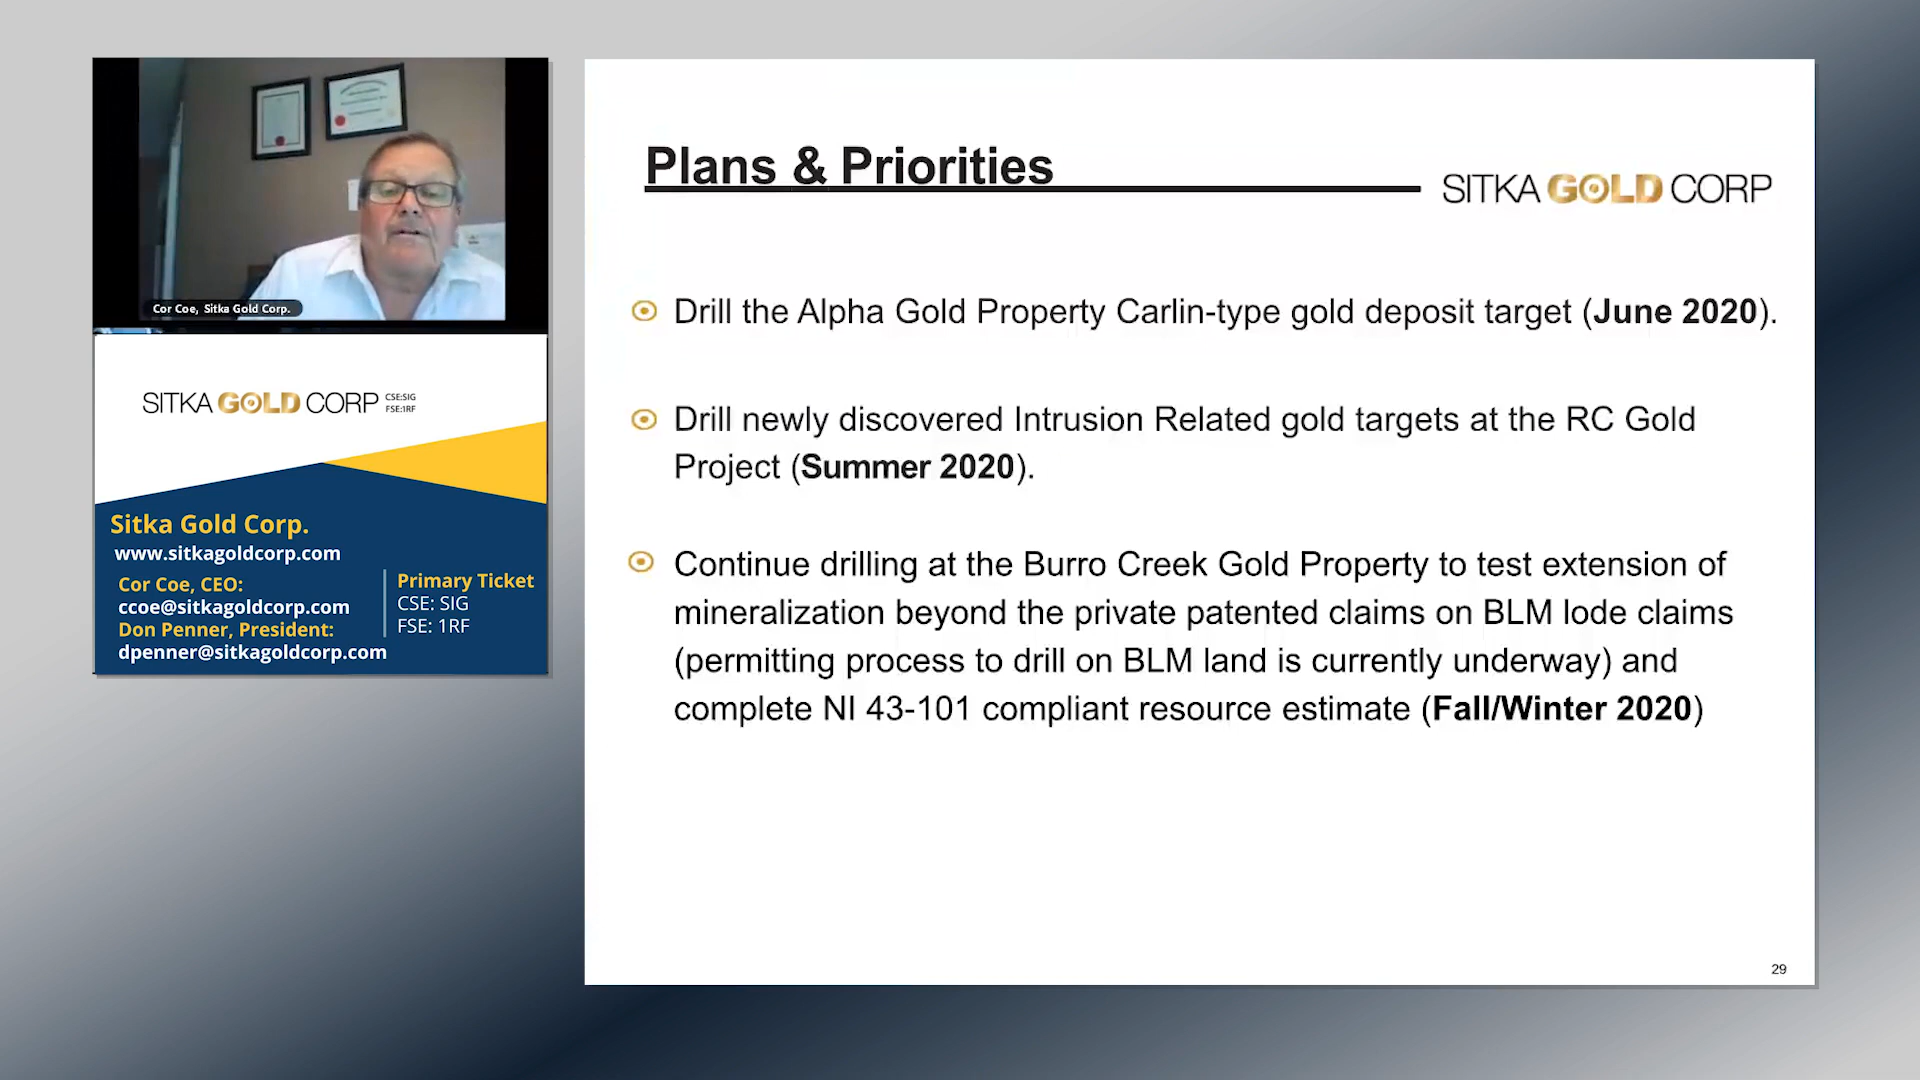 Cor Coe, Sitka Gold Corp.
SITKA GOLD CORP CSE:SIG
FSE:1RF
Sitka Gold Corp.
www.sitkagoldcorp.com
Cor Coe, CEO:
ccoe@sitkagoldcorp.com
Don Penner, President:
dpenner@sitkagoldcorp.com
Primary Ticket
CSE: SIG
FSE: 1RF
Plans & Priorities
SITKA GOLD CORP
Drill the Alpha Gold Property Carlin-type gold deposit target (June 2020).
Drill newly discovered Intrusion Related gold targets at the RC Gold
Project (Summer 2020).
Continue drilling at the Burro Creek Gold Property to test extension of
mineralization beyond the private patented claims on BLM lode claims
(permitting process to drill on BLM land is currently underway) and
complete NI 43-101 compliant resource estimate (Fall/Winter 2020)
29